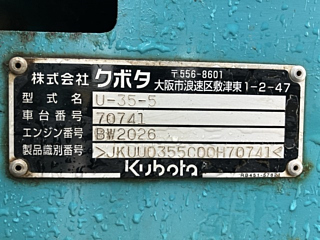 株式会社 クボタ 〒556-8601
大阪市浪速区敷津東1-2-47
型式名 U-35-5
車台番号 70741
エンジン番号 BW2026
製品識別番号 >JKUU0355C00H70741<
Kubota